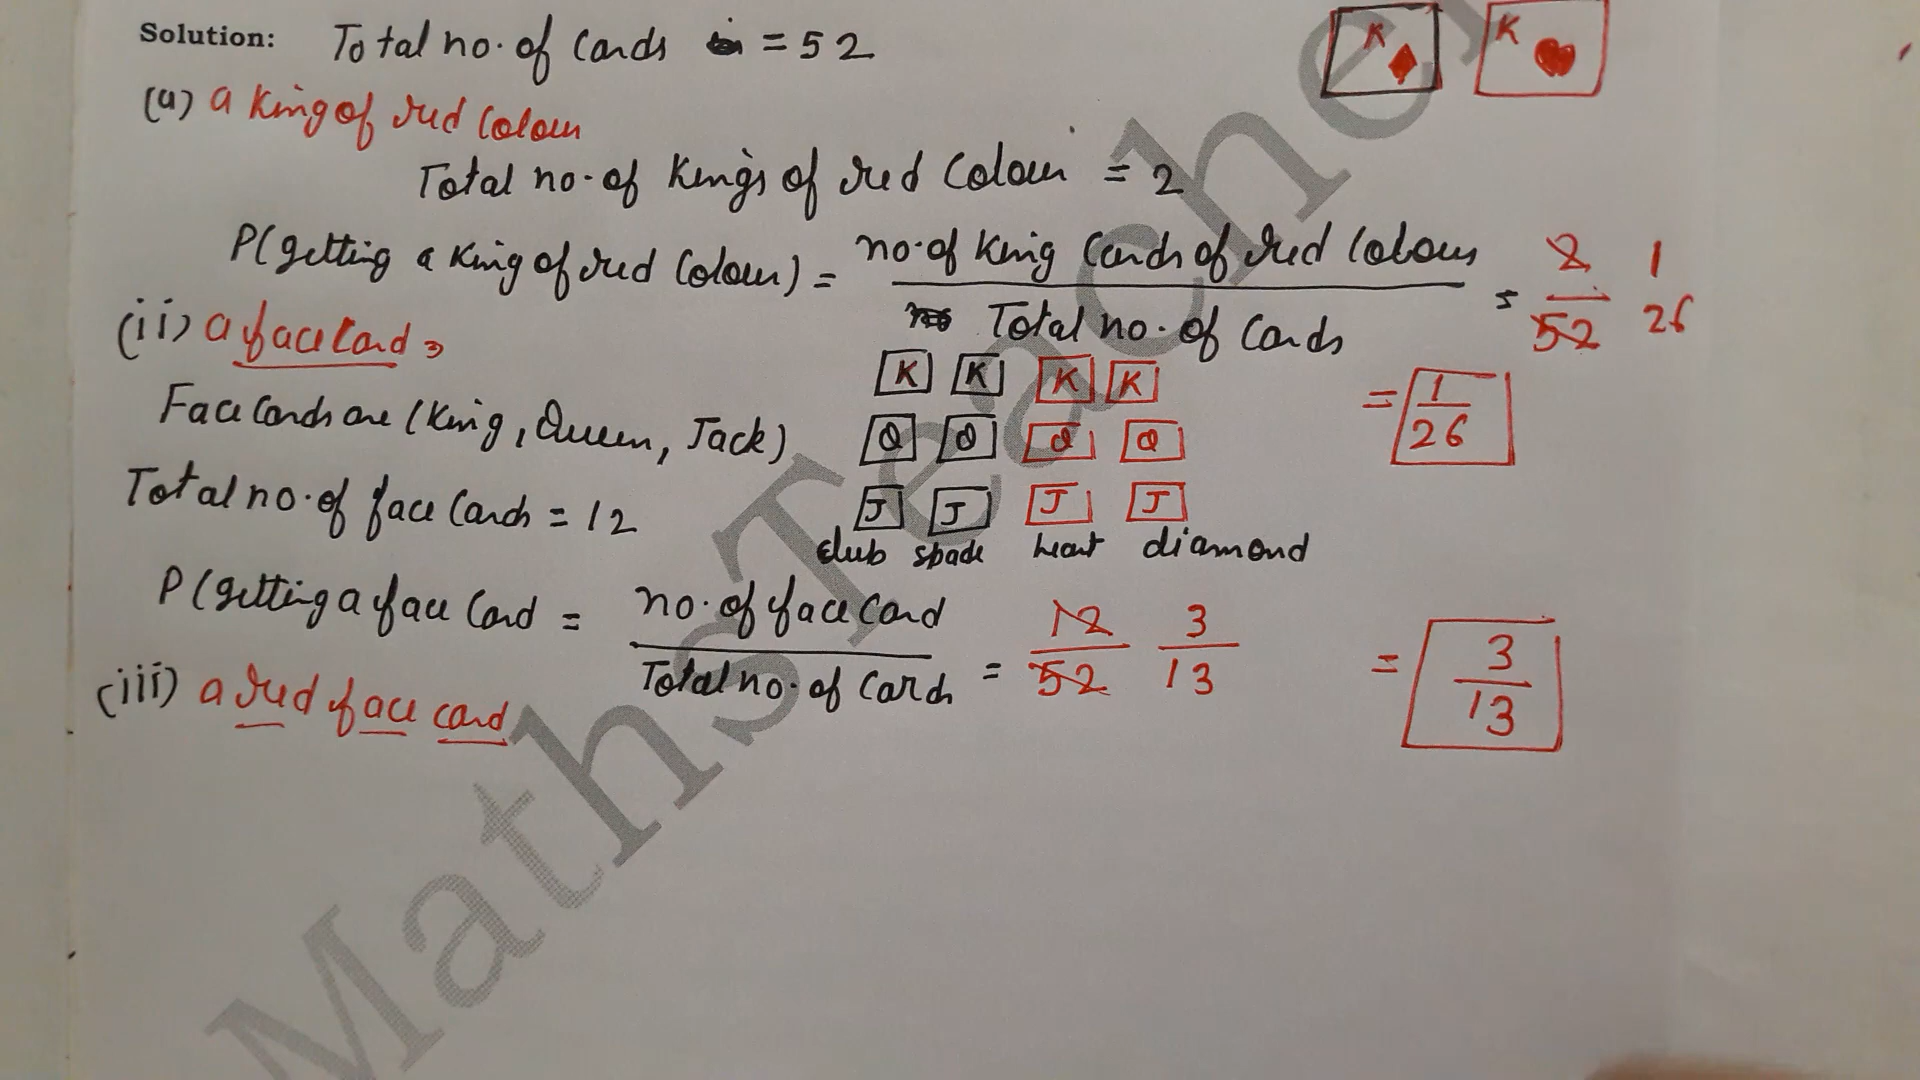 Solution: Total no. of Cards = 52
K K
(a) a King of red Colour
Total no. of Kings of red Colour = 2
P(getting a King of red Colour) = no. of King Cards of red Colour / Total no. of Cards = 2/52 1/26
= 1/26
(ii) a face Card
K K K K
Face Cards are (King, Queen, Jack)
Q Q Q Q
Total no. of face Cards = 12
J J J J
club spade heart diamond
P(getting a face Card = no. of face Card / Total no. of Cards = 12/52 3/13 = 3/13
(iii) a red face card
Maths Teacher